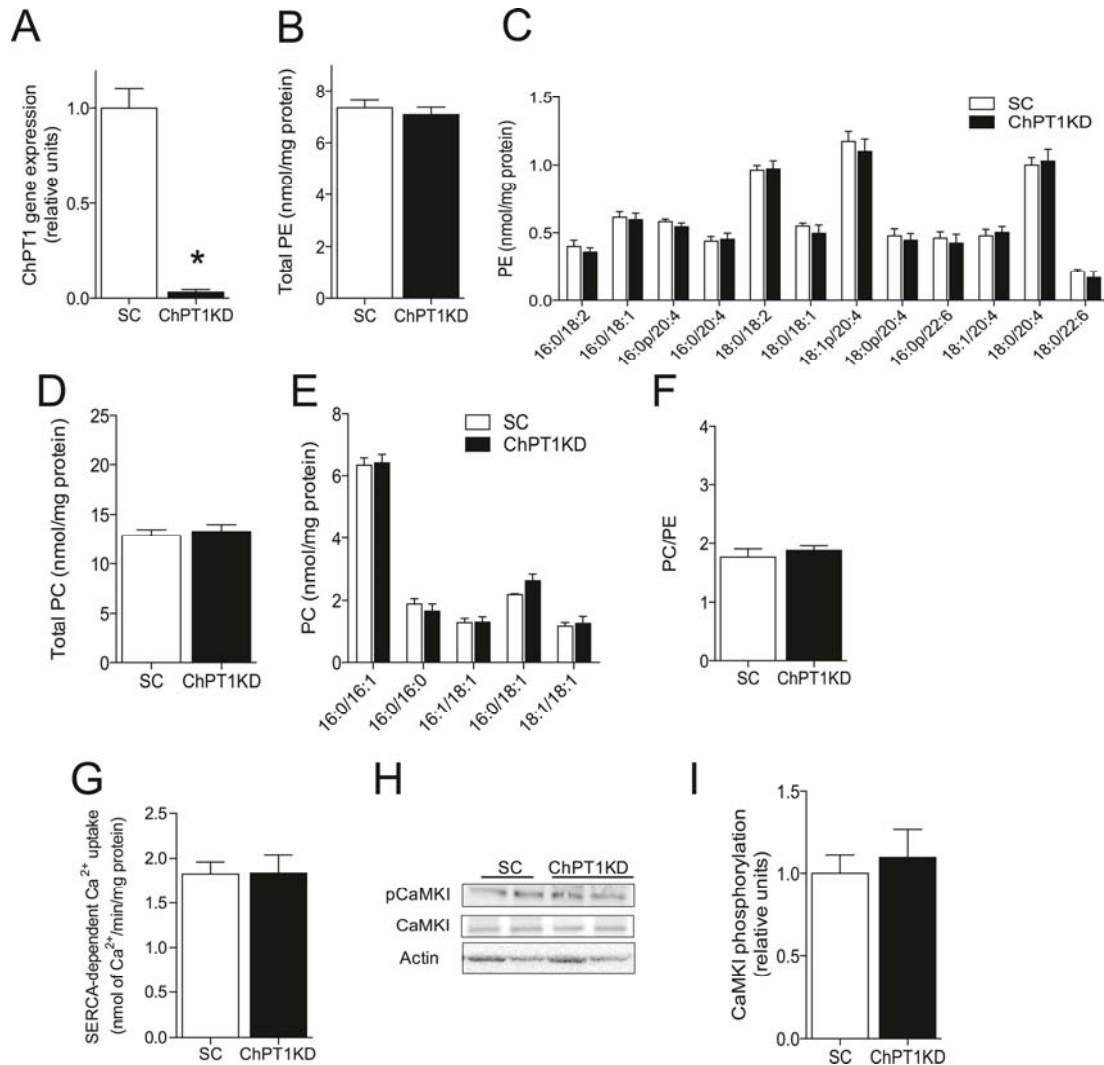 A
ChPT1 gene expression
(relative units)
1.0
0.5
0.0
*
SC
ChPT1KD
B
Total PE (nmol/mg protein)
8
6
4
2
0
SC
ChPT1KD
C
PE (nmol/mg protein)
1.5
1.0
0.5
0.0
SC
ChPT1KD
16:0/18:2
16:0/18:1
16:0p/20:4
16:0/20:4
18:0/18:2
18:0/18:1
18:1p/20:4
18:0p/20:4
16:0p/22:6
18:1/20:4
18:0/20:4
18:0/22:6
D
Total PC (nmol/mg protein)
25
20
15
10
5
0
SC
ChPT1KD
E
PC (nmol/mg protein)
8
6
4
2
0
SC
ChPT1KD
16:0/16:1
16:0/16:0
16:1/18:1
16:0/18:1
18:1/18:1
F
PC/PE
4
3
2
1
0
SC
ChPT1KD
G
SERCA-dependent Ca²⁺ uptake
(nmol of Ca²⁺/min/mg protein)
2.5
2.0
1.5
1.0
0.5
0.0
SC
ChPT1KD
H
SC
ChPT1KD
pCaMKI
CaMKI
Actin
I
CaMKI phosphorylation
(relative units)
1.5
1.0
0.5
0.0
SC
ChPT1KD